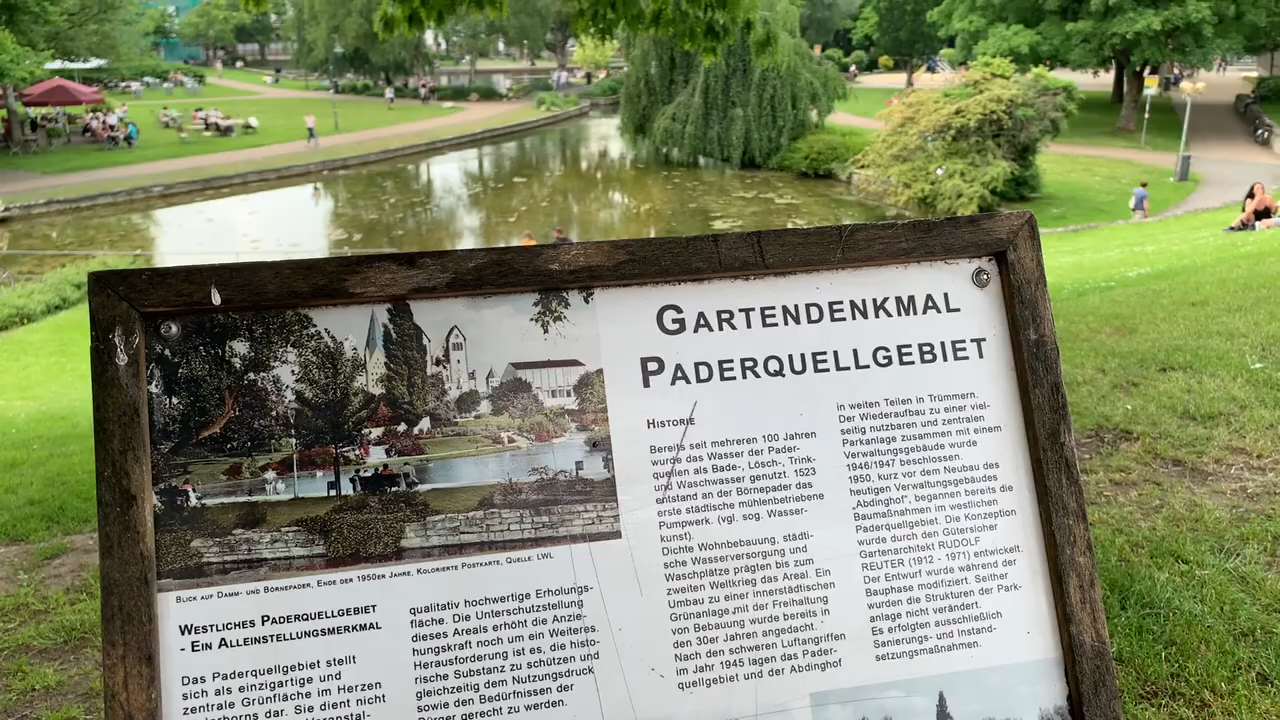 GARTENDENKMAL
PADERQUELLGEBIET
BLICK AUF DAMM- UND BÖRNEPADER, ENDE DER 1950ER JAHRE, KOLORIERTE POSTKARTE, QUELLE: LWL
WESTLICHES PADERQUELLGEBIET
- EIN ALLEINSTELLUNGSMERKMAL
Das Paderquellgebiet stellt
sich als einzigartige und
zentrale Grünfläche im Herzen
dar. Sie dient nicht
qualitativ hochwertige Erholungs-
fläche. Die Unterschutzstellung
dieses Areals erhöht die Anzie-
hungskraft noch um ein Weiteres.
Herausforderung ist es, die histo-
rische Substanz zu schützen und
gleichzeitig dem Nutzungsdruck
sowie den Bedürfnissen der
Bürger gerecht zu werden.
HISTORIE
Bereits seit mehreren 100 Jahren
wurde das Wasser der Pader-
quellen als Bade-, Lösch-, Trink-
und Waschwasser genutzt. 1523
entstand an der Börnepader das
erste städtische mühlenbetriebene
Pumpwerk. (vgl. sog. Wasser-
kunst).
Dichte Wohnbebauung, städti-
sche Wasserversorgung und
Waschplätze prägten bis zum
zweiten Weltkrieg das Areal. Ein
Umbau zu einer innerstädtischen
Grünanlage mit der Freihaltung
von Bebauung wurde bereits in
den 30er Jahren angedacht.
Nach den schweren Luftangriffen
im Jahr 1945 lagen das Pader-
quellgebiet und der Abdinghof
in weiten Teilen in Trümmern.
Der Wiederaufbau zu einer viel-
seitig nutzbaren und zentralen
Parkanlage zusammen mit einem
Verwaltungsgebäude wurde
1946/1947 beschlossen.
1950, kurz vor dem Neubau des
heutigen Verwaltungsgebäudes
„Abdinghof", begannen bereits die
Baumaßnahmen im westlichen
Paderquellgebiet. Die Konzeption
wurde durch den Gütersloher
Gartenarchitekt RUDOLF
REUTER (1912 - 1971) entwickelt.
Der Entwurf wurde während der
Bauphase modifiziert. Seither
wurden die Strukturen der Park-
anlage nicht verändert.
Es erfolgten ausschließlich
Sanierungs- und Instand-
setzungsmaßnahmen.